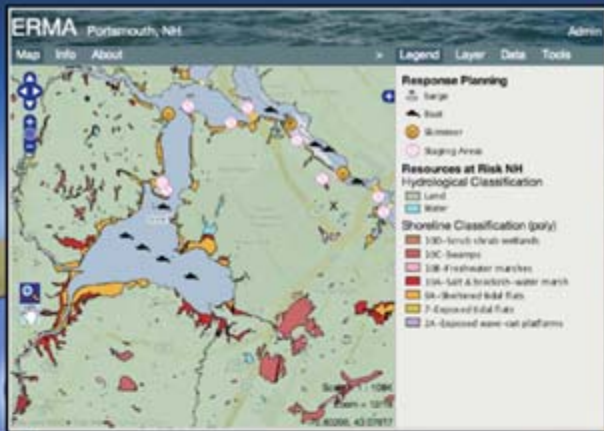 ERMA Portsmouth, NH
Admin
Map Info About » Legend Layer Data Tools
Response Planning
barge
Boat
Skimmer
Staging Areas
Resources at Risk NH
Hydrological Classification
Land
Water
Shoreline Classification (poly)
10D-Scrub shrub wetlands
10C-Swamps
10B-Freshwater marches
10A-Salt & brackish-water marsh
9A-Sheltered tidal flats
7-Exposed tidal flats
2A-Exposed wave-cut platforms